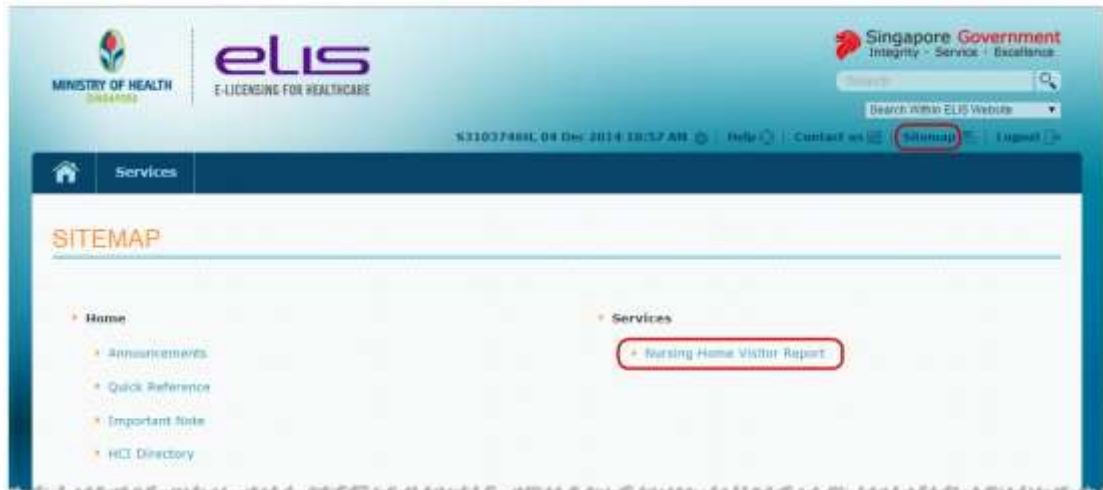 MINISTRY OF HEALTH
SINGAPORE
eLIS
E-LICENSING FOR HEALTHCARE
Singapore Government
Integrity · Service · Excellence
Search
Search Within ELIS Website
04 Dec 2014 10:57 AM | Help | Contact us | Sitemap | Logout
Services
SITEMAP
Home
Announcements
Quick Reference
Important Note
HCI Directory
Services
Nursing Home Visitor Report